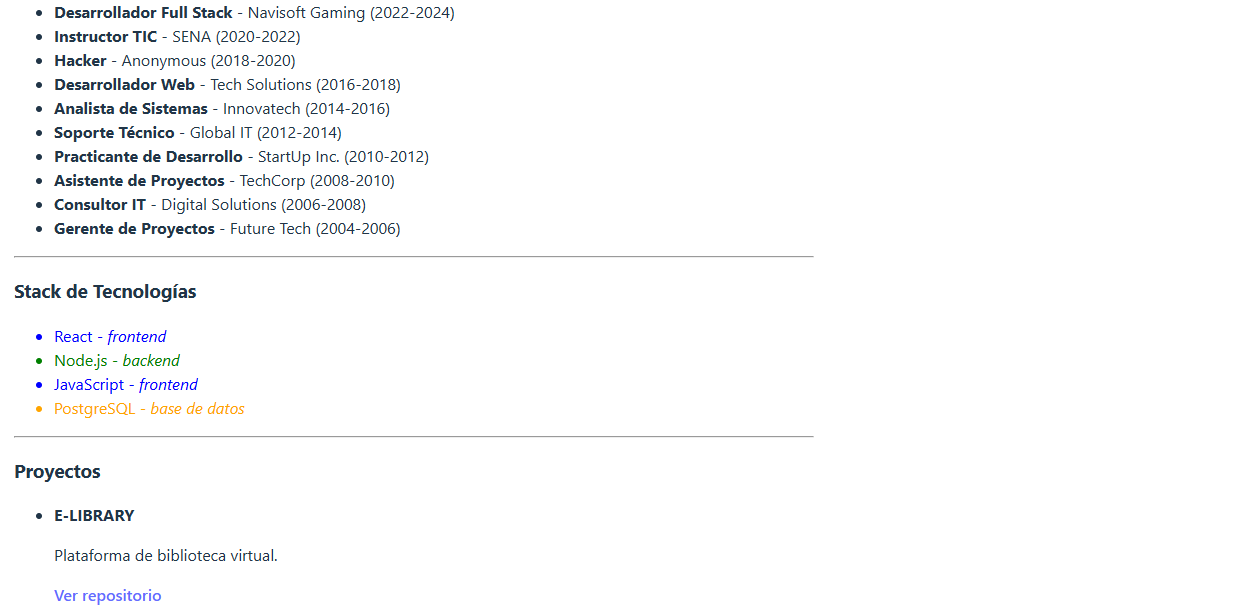 Desarrollador Full Stack - Navisoft Gaming (2022-2024)
Instructor TIC - SENA (2020-2022)
Hacker - Anonymous (2018-2020)
Desarrollador Web - Tech Solutions (2016-2018)
Analista de Sistemas - Innovatech (2014-2016)
Soporte Técnico - Global IT (2012-2014)
Practicante de Desarrollo - StartUp Inc. (2010-2012)
Asistente de Proyectos - TechCorp (2008-2010)
Consultor IT - Digital Solutions (2006-2008)
Gerente de Proyectos - Future Tech (2004-2006)
Stack de Tecnologías
React - frontend
Node.js - backend
JavaScript - frontend
PostgreSQL - base de datos
Proyectos
E-LIBRARY
Plataforma de biblioteca virtual.
Ver repositorio